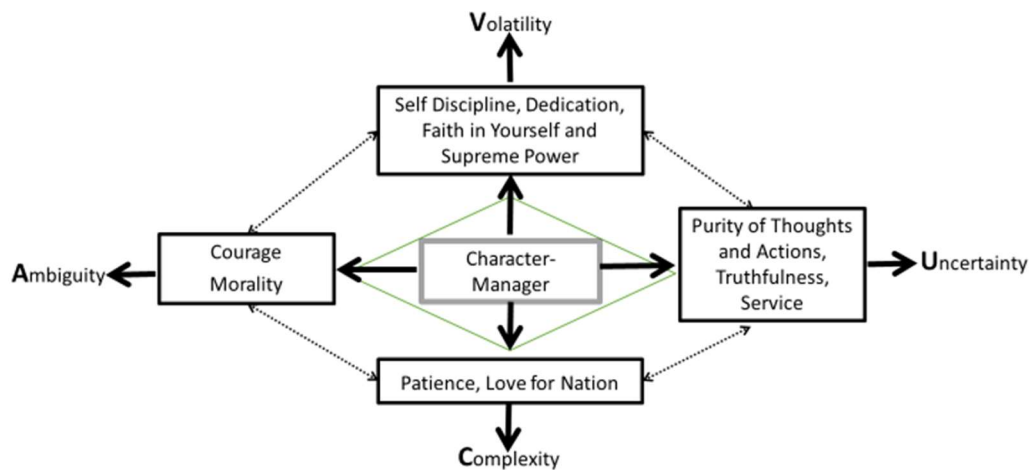 Volatility
Self Discipline, Dedication,
Faith in Yourself and
Supreme Power
Courage
Morality
Ambiguity
Character-
Manager
Purity of Thoughts
and Actions,
Truthfulness,
Service
Uncertainty
Patience, Love for Nation
Complexity